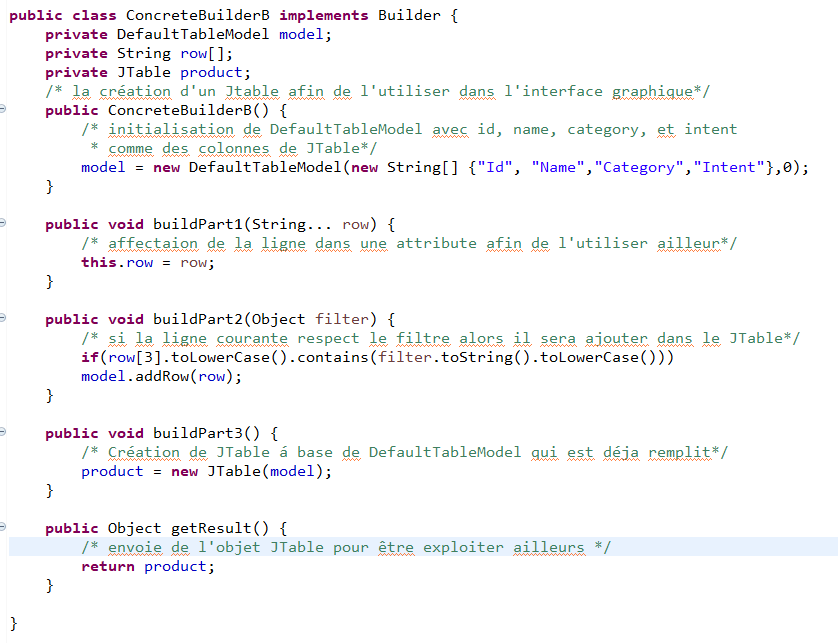 public class ConcreteBuilderB implements Builder {
    private DefaultTableModel model;
    private String row[];
    private JTable product;
    /* la création d'un Jtable afin de l'utiliser dans l'interface graphique*/
    public ConcreteBuilderB() {
        /* initialisation de DefaultTableModel avec id, name, category, et intent
         * comme des colonnes de JTable*/
        model = new DefaultTableModel(new String[] {"Id", "Name","Category","Intent"},0);
    }

    public void buildPart1(String... row) {
        /* affectaion de la ligne dans une attribute afin de l'utiliser ailleur*/
        this.row = row;
    }

    public void buildPart2(Object filter) {
        /* si la ligne courante respect le filtre alors il sera ajouter dans le JTable*/
        if(row[3].toLowerCase().contains(filter.toString().toLowerCase()))
        model.addRow(row);
    }

    public void buildPart3() {
        /* Création de JTable á base de DefaultTableModel qui est déja remplit*/
        product = new JTable(model);
    }

    public Object getResult() {
        /* envoie de l'objet JTable pour être exploiter ailleurs */
        return product;
    }

}